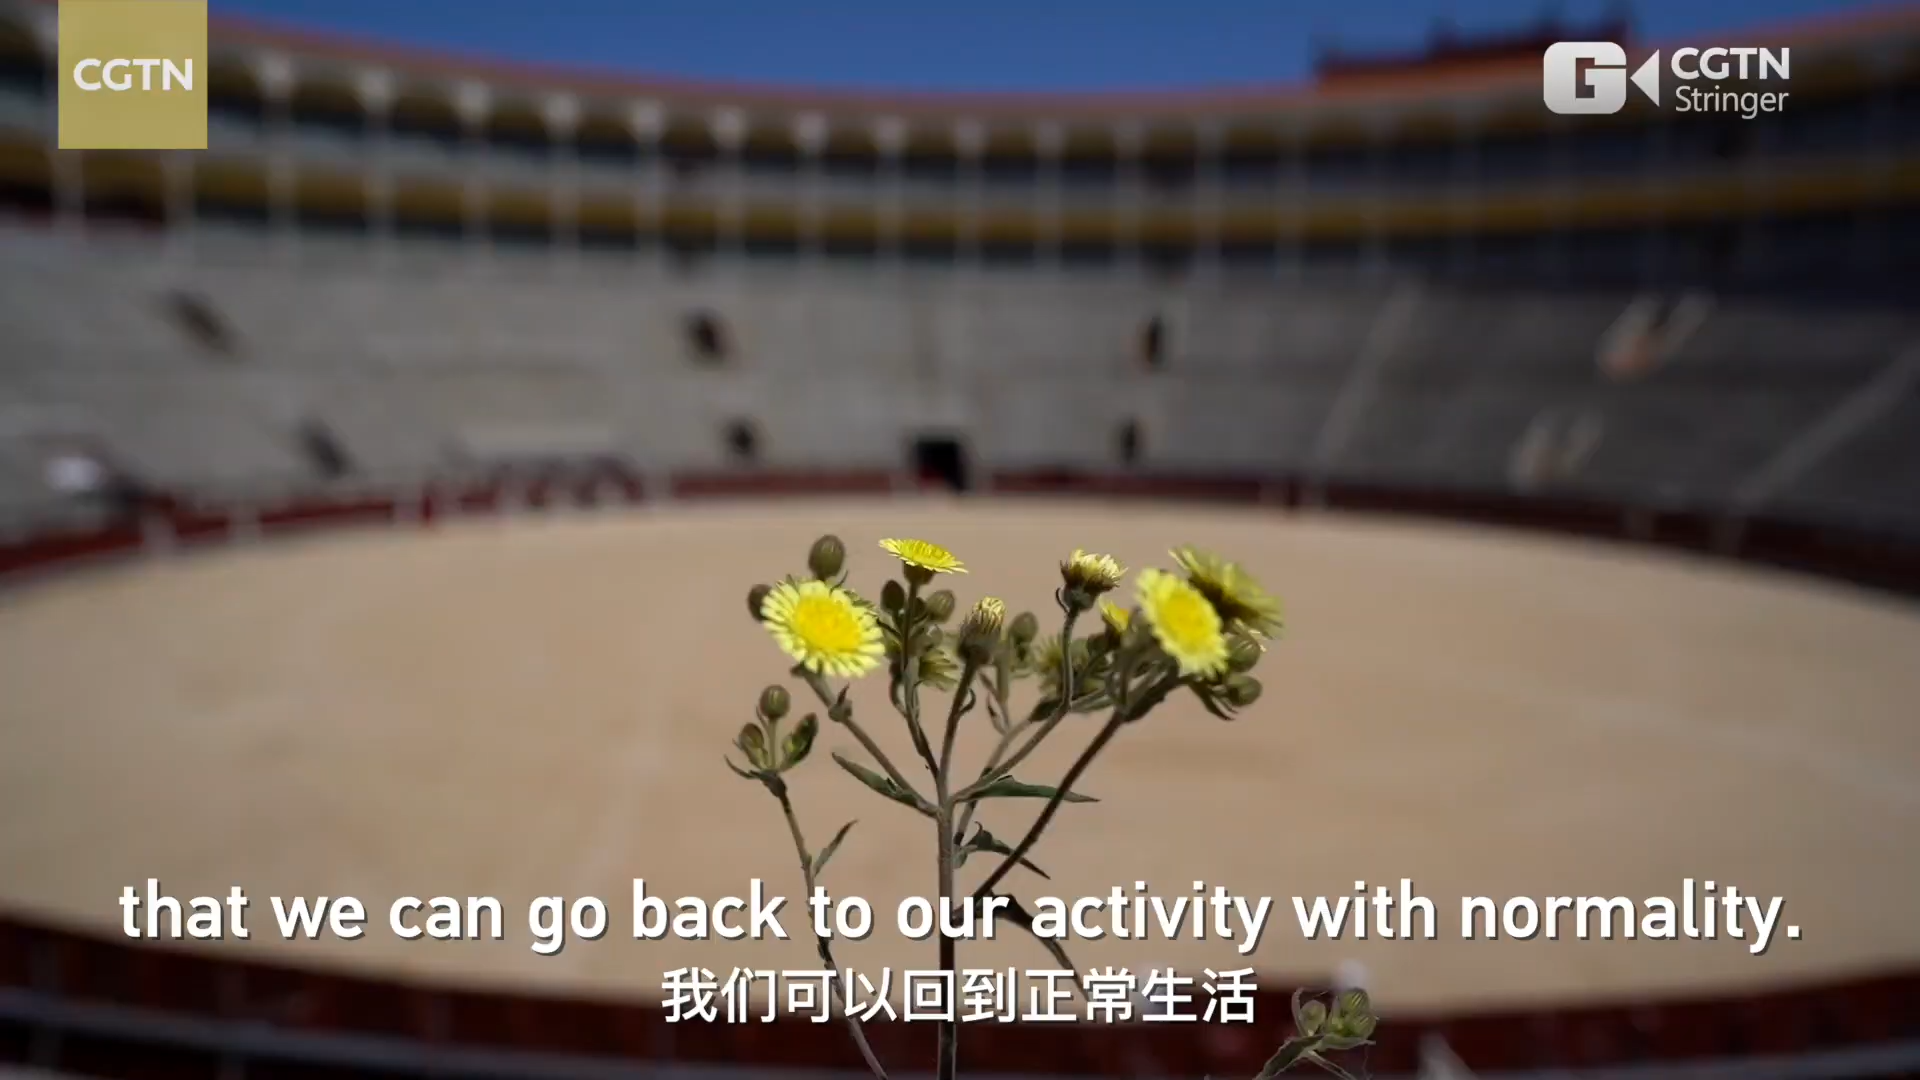 CGTN
G CGTN
Stringer
that we can go back to our activity with normality.
我们可以回到正常生活